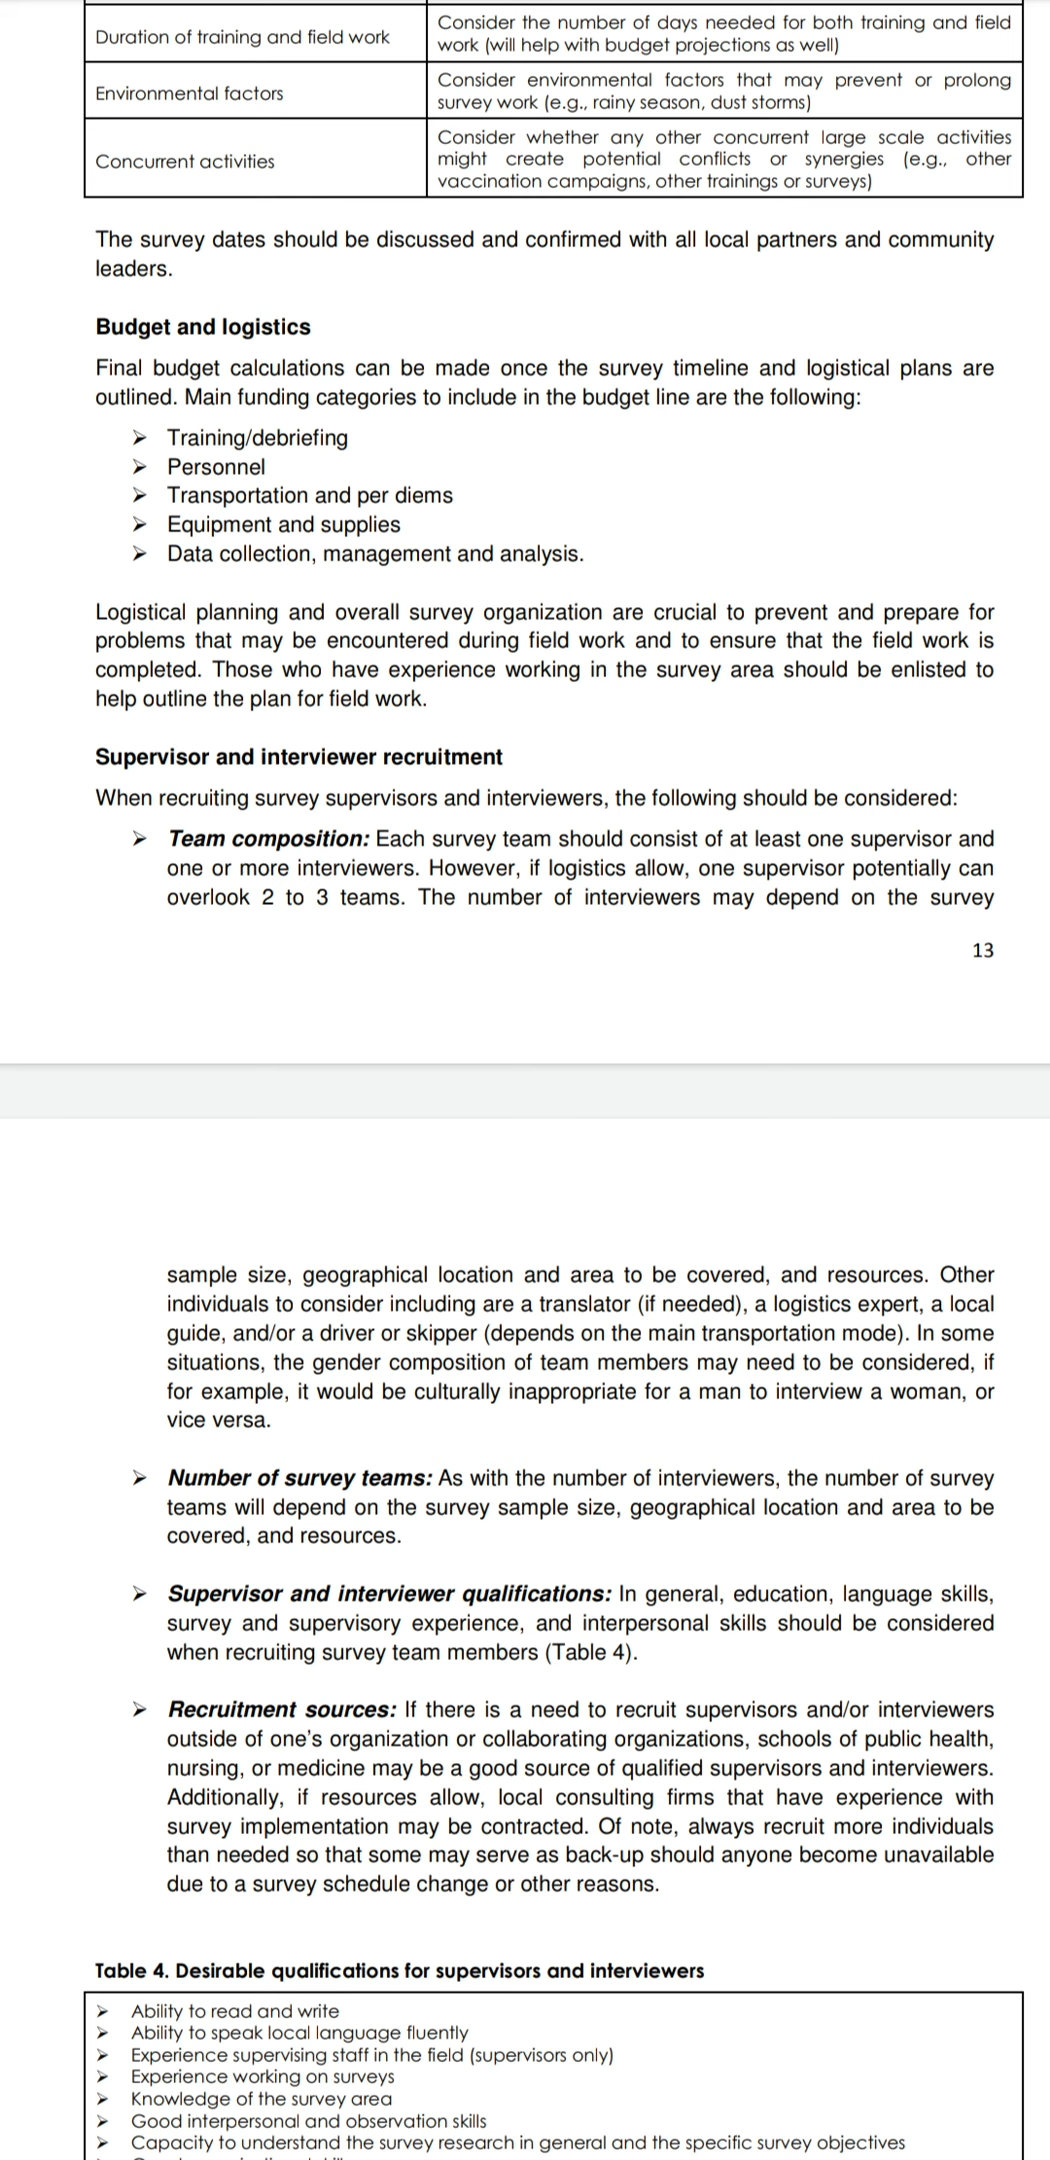 Duration of training and field work
Consider the number of days needed for both training and field
work (will help with budget projections as well)
Environmental factors
Consider environmental factors that may prevent or prolong
survey work (e.g., rainy season, dust storms)
Concurrent activities
Consider whether any other concurrent large scale activities
might create potential conflicts or synergies (e.g., other
vaccination campaigns, other trainings or surveys)
The survey dates should be discussed and confirmed with all local partners and community
leaders.
Budget and logistics
Final budget calculations can be made once the survey timeline and logistical plans are
outlined. Main funding categories to include in the budget line are the following:
➢ Training/debriefing
➢ Personnel
➢ Transportation and per diems
➢ Equipment and supplies
➢ Data collection, management and analysis.
Logistical planning and overall survey organization are crucial to prevent and prepare for
problems that may be encountered during field work and to ensure that the field work is
completed. Those who have experience working in the survey area should be enlisted to
help outline the plan for field work.
Supervisor and interviewer recruitment
When recruiting survey supervisors and interviewers, the following should be considered:
➢ Team composition: Each survey team should consist of at least one supervisor and
one or more interviewers. However, if logistics allow, one supervisor potentially can
overlook 2 to 3 teams. The number of interviewers may depend on the survey
13
sample size, geographical location and area to be covered, and resources. Other
individuals to consider including are a translator (if needed), a logistics expert, a local
guide, and/or a driver or skipper (depends on the main transportation mode). In some
situations, the gender composition of team members may need to be considered, if
for example, it would be culturally inappropriate for a man to interview a woman, or
vice versa.
➢ Number of survey teams: As with the number of interviewers, the number of survey
teams will depend on the survey sample size, geographical location and area to be
covered, and resources.
➢ Supervisor and interviewer qualifications: In general, education, language skills,
survey and supervisory experience, and interpersonal skills should be considered
when recruiting survey team members (Table 4).
➢ Recruitment sources: If there is a need to recruit supervisors and/or interviewers
outside of one's organization or collaborating organizations, schools of public health,
nursing, or medicine may be a good source of qualified supervisors and interviewers.
Additionally, if resources allow, local consulting firms that have experience with
survey implementation may be contracted. Of note, always recruit more individuals
than needed so that some may serve as back-up should anyone become unavailable
due to a survey schedule change or other reasons.
Table 4. Desirable qualifications for supervisors and interviewers
➢ Ability to read and write
➢ Ability to speak local language fluently
➢ Experience supervising staff in the field (supervisors only)
➢ Experience working on surveys
➢ Knowledge of the survey area
➢ Good interpersonal and observation skills
➢ Capacity to understand the survey research in general and the specific survey objectives